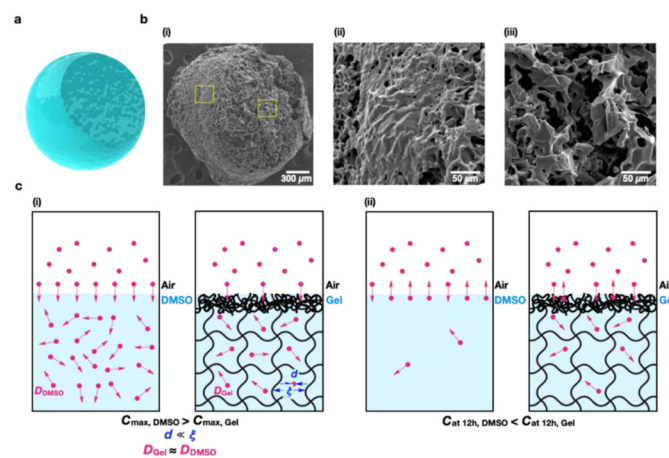 a
b
(i)
(ii)
(iii)
300 µm
50 µm
50 µm
c
(i)
(ii)
Air
DMSO
Air
Gel
Air
DMSO
Ai
Gel
D_DMSO
D_Gel
d
ξ
C_max, DMSO > C_max, Gel
d ≪ ξ
D_Gel ≈ D_DMSO
C_at 12h, DMSO < C_at 12h, Gel